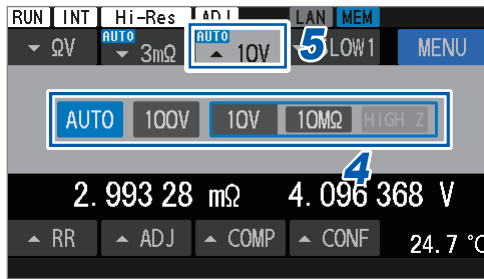 RUN INT Hi-Res ADJ LAN MEM
ΩV AUTO 3mΩ AUTO 10V 5 LOW1 MENU
AUTO 100V 10V 10MΩ HIGH Z
4
2.993 28 mΩ 4.096 368 V
RR ADJ COMP CONF 24.7 °C